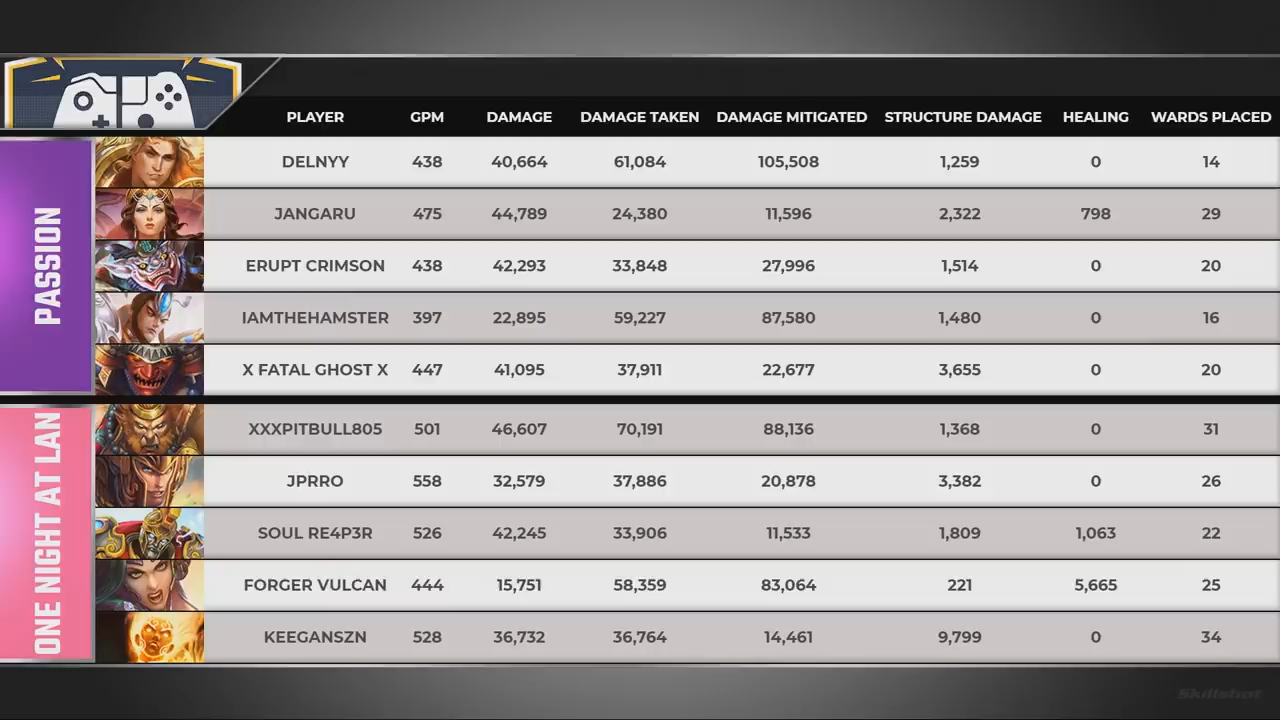 PLAYER GPM DAMAGE DAMAGE TAKEN DAMAGE MITIGATED STRUCTURE DAMAGE HEALING WARDS PLACED
PASSION
DELNYY 438 40,664 61,084 105,508 1,259 0 14
JANGARU 475 44,789 24,380 11,596 2,322 798 29
ERUPT CRIMSON 438 42,293 33,848 27,996 1,514 0 20
IAMTHEHAMSTER 397 22,895 59,227 87,580 1,480 0 16
X FATAL GHOST X 447 41,095 37,911 22,677 3,655 0 20
ONE NIGHT AT LAN
XXXPITBULL805 501 46,607 70,191 88,136 1,368 0 31
JPRRO 558 32,579 37,886 20,878 3,382 0 26
SOUL RE4P3R 526 42,245 33,906 11,533 1,809 1,063 22
FORGER VULCAN 444 15,751 58,359 83,064 221 5,665 25
KEEGANSZN 528 36,732 36,764 14,461 9,799 0 34
Skillshot